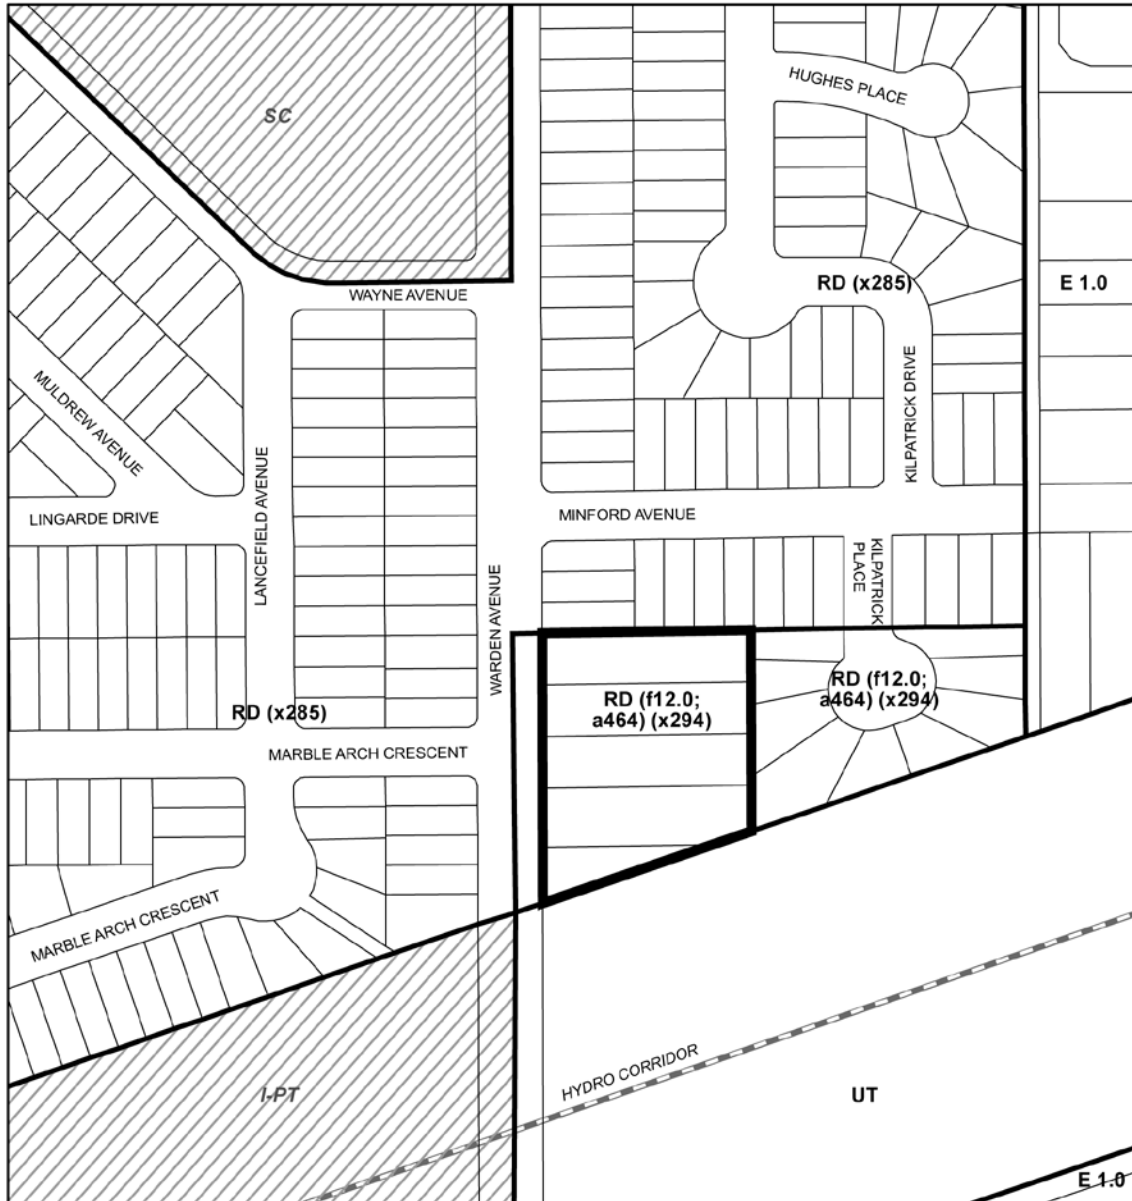 HUGHES PLACE
SC
RD (x285)
E 1.0
WAYNE AVENUE
KILPATRICK DRIVE
MULDREW AVENUE
LANCEFIELD AVENUE
LINGARDE DRIVE
MINFORD AVENUE
KILPATRICK
PLACE
WARDEN AVENUE
RD (f12.0;
a464) (x294)
RD (f12.0;
a464) (x294)
RD (x285)
MARBLE ARCH CRESCENT
MARBLE ARCH CRESCENT
HYDRO CORRIDOR
I-PT
UT
E 1.0